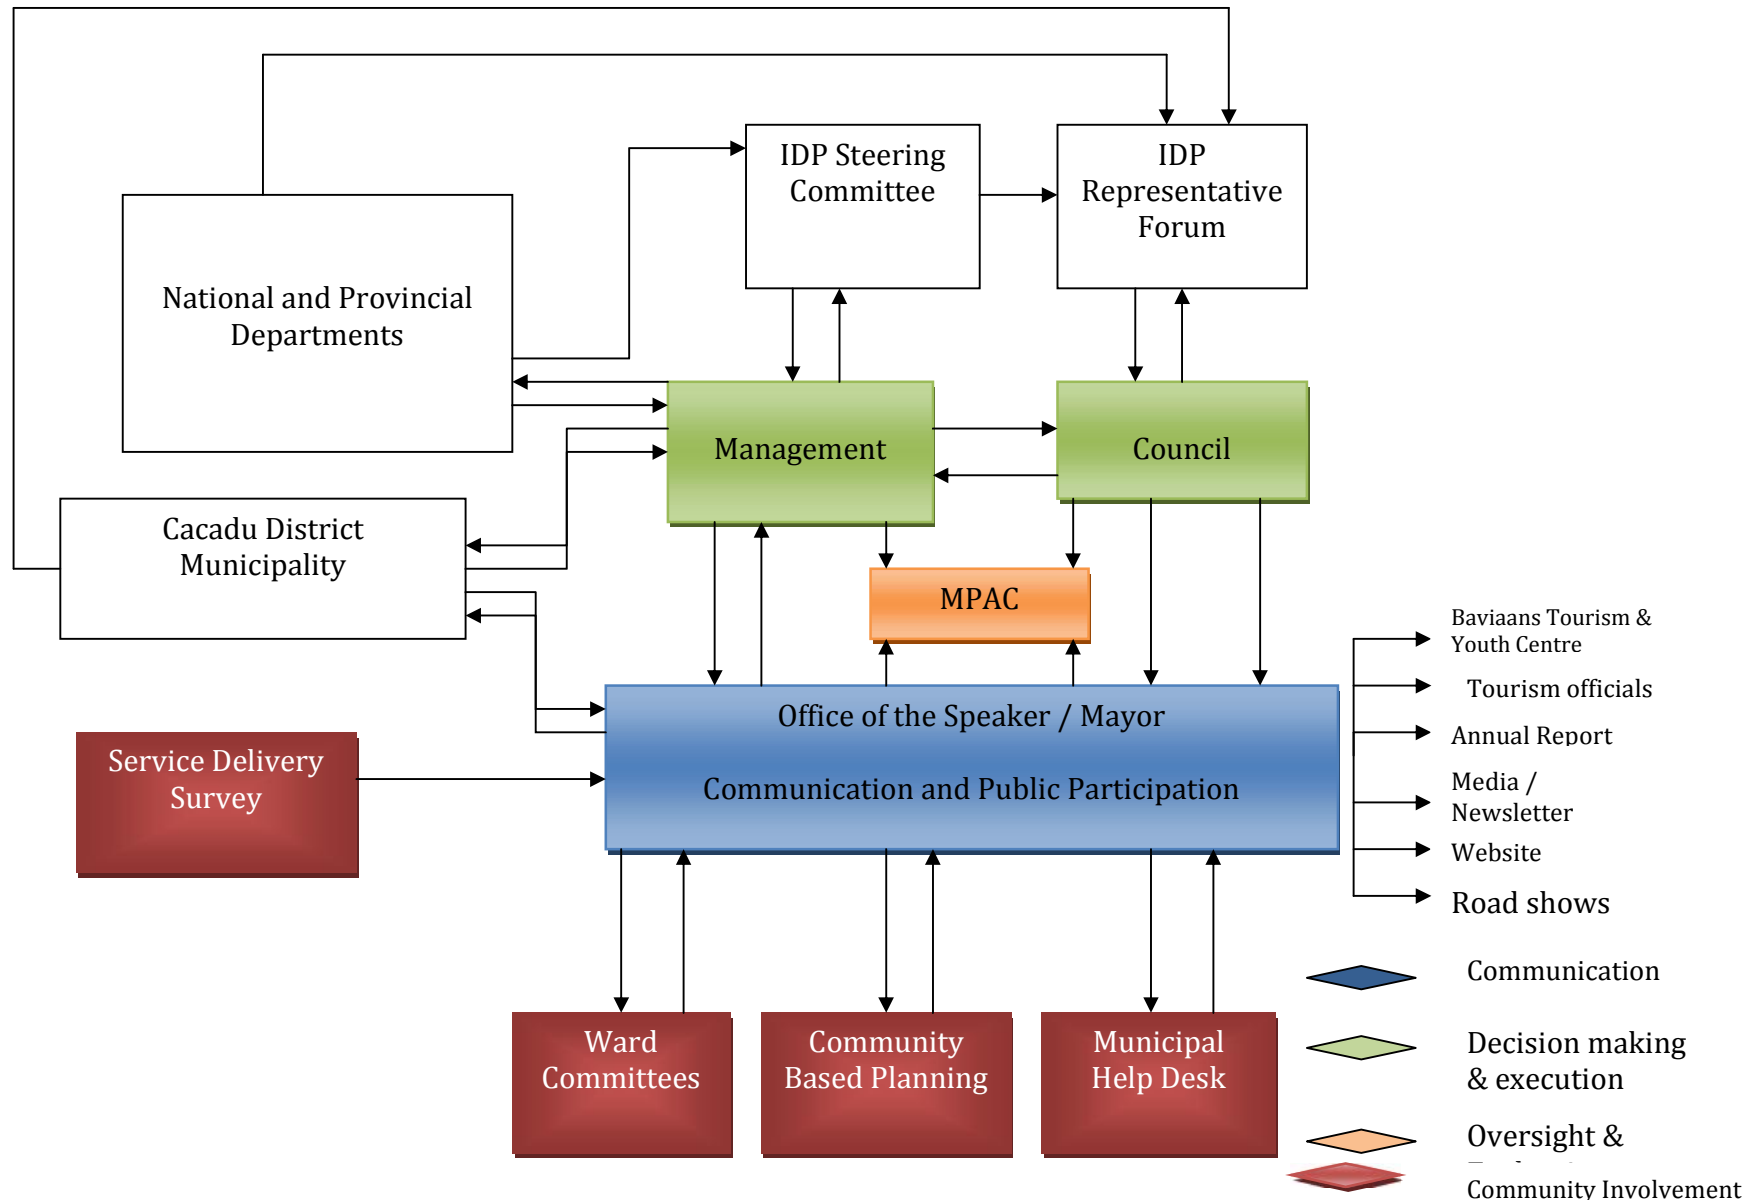 IDP Steering
Committee
IDP
Representative
Forum
National and Provincial
Departments
Management
Council
Cacadu District
Municipality
MPAC
Baviaans Tourism &
Youth Centre
Tourism officials
Annual Report
Media /
Newsletter
Website
Road shows
Office of the Speaker / Mayor
Communication and Public Participation
Service Delivery
Survey
Ward
Committees
Community
Based Planning
Municipal
Help Desk
Communication
Decision making
& execution
Oversight &
Community Involvement